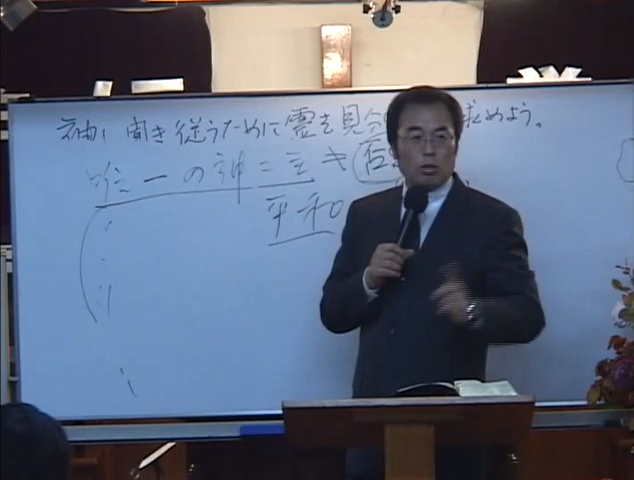 神に聞き従うために霊を見分 求めよう。
唯一の神=主 キ 否
平和